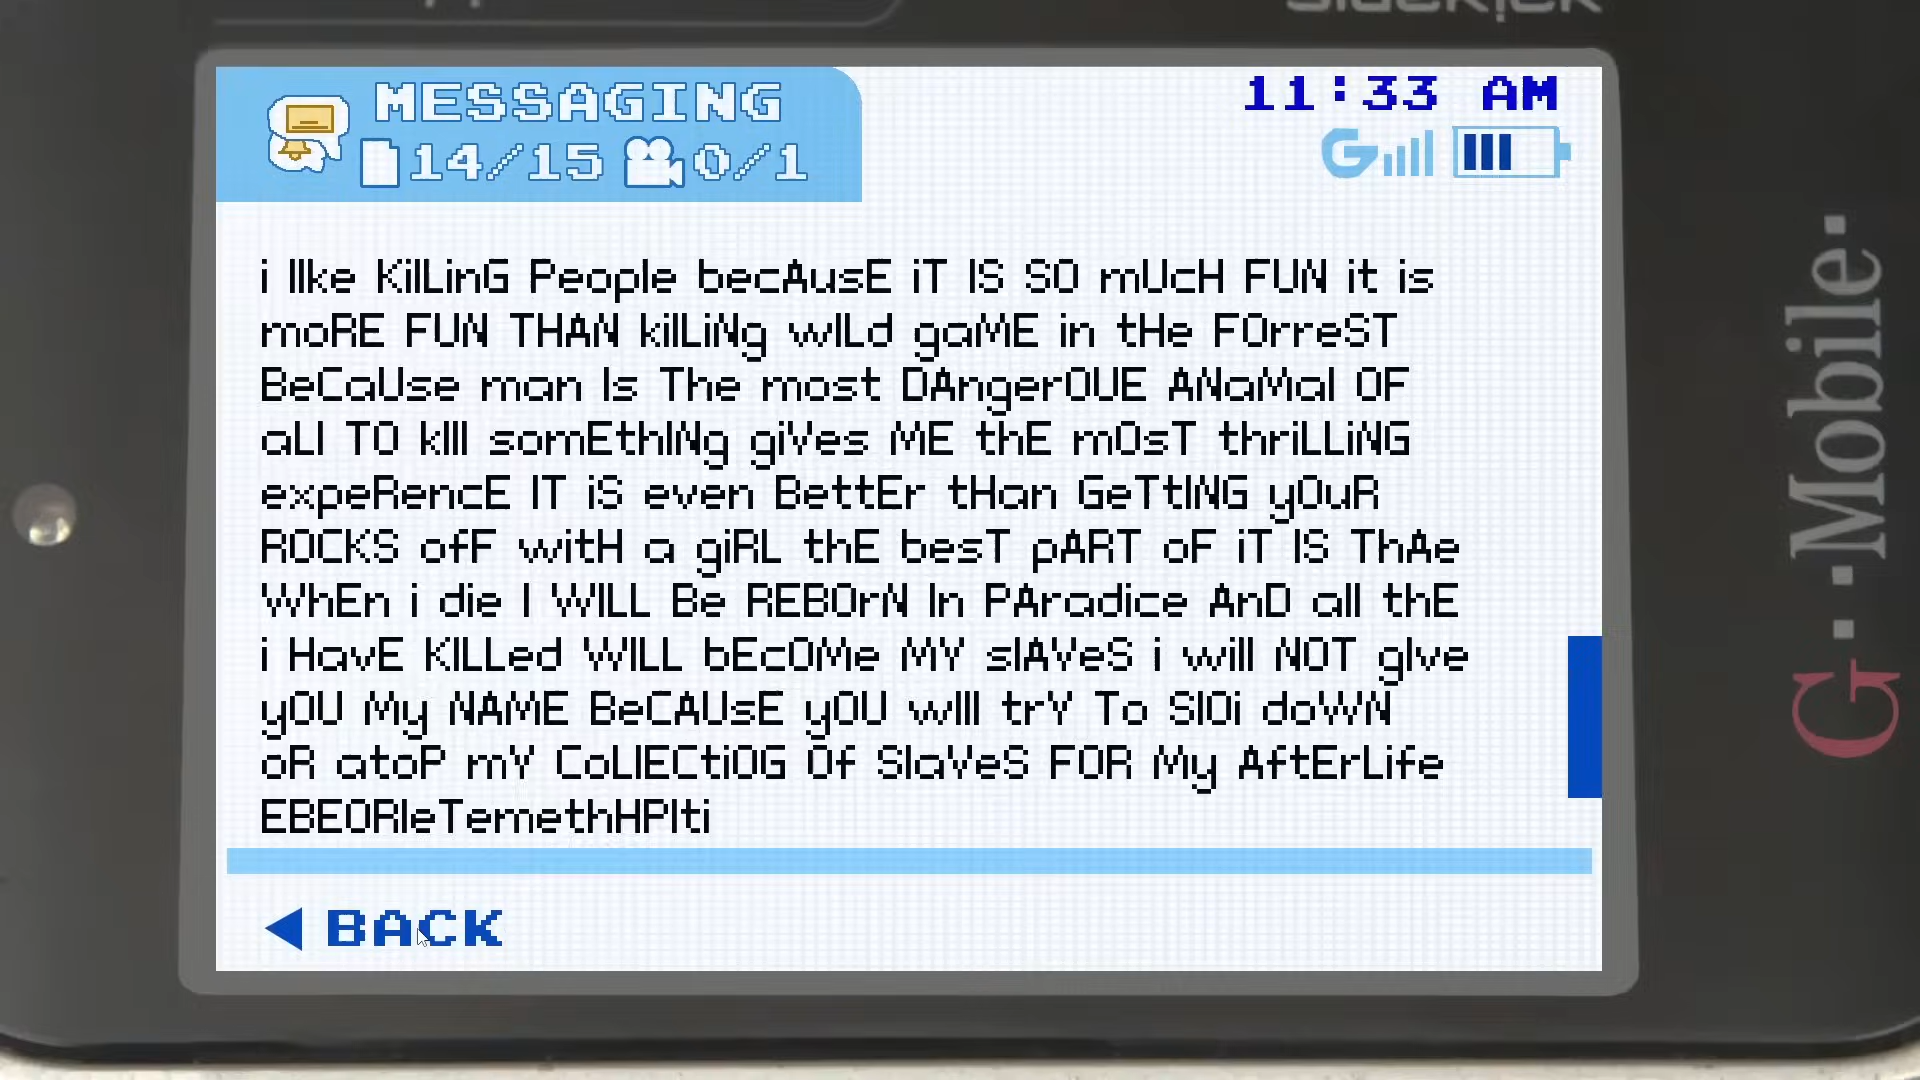 SIDEKICK
MESSAGING
14/15 0/1
11:33 AM
G
i lIke KilLinG People becAusE iT IS SO mUcH FUN it is
moRE FUN THAN kilLiNg wILd gaME in tHe FOrreST
BeCaUse man Is The most DAngerOUE ANaMal OF
aLl TO kIll somEthINg giVes ME thE mOsT thriLLiNG
expeRencE IT iS even BettEr tHan GeTtING yOuR
ROCKS ofF witH a giRL thE besT pART oF iT IS ThAe
WhEn i die I WILL Be REBOrN In PAradice AnD all thE
i HavE KILLed WILL bEcOMe MY slAVeS i will NOT gIve
yOU My NAME BeCAUsE yOU wIll trY To SlOi doWN
oR atoP mY CoLlECtiOG Of SlaVeS FOR My AftErLife
EBEORIeTemethHPIti
BACK
G··Mobile·